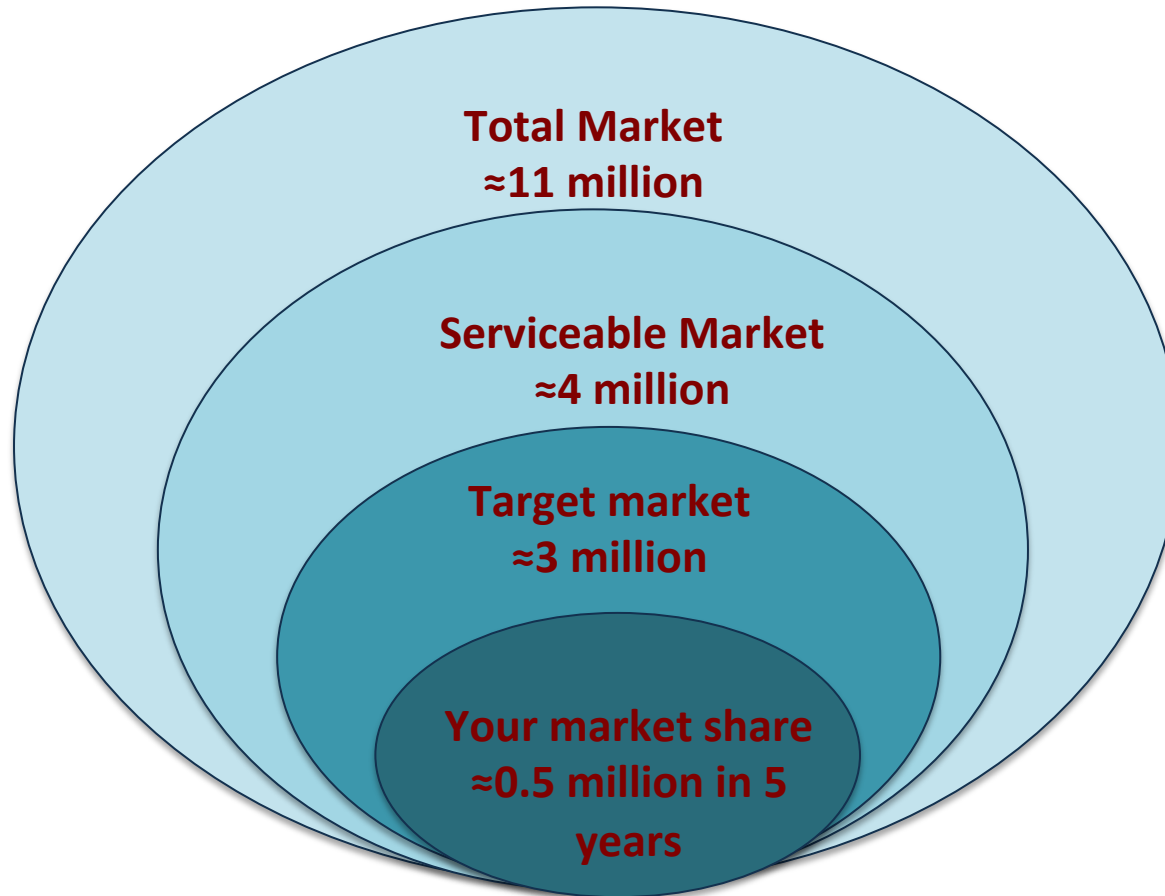 Total Market
≈11 million
Serviceable Market
≈4 million
Target market
≈3 million
Your market share
≈0.5 million in 5
years